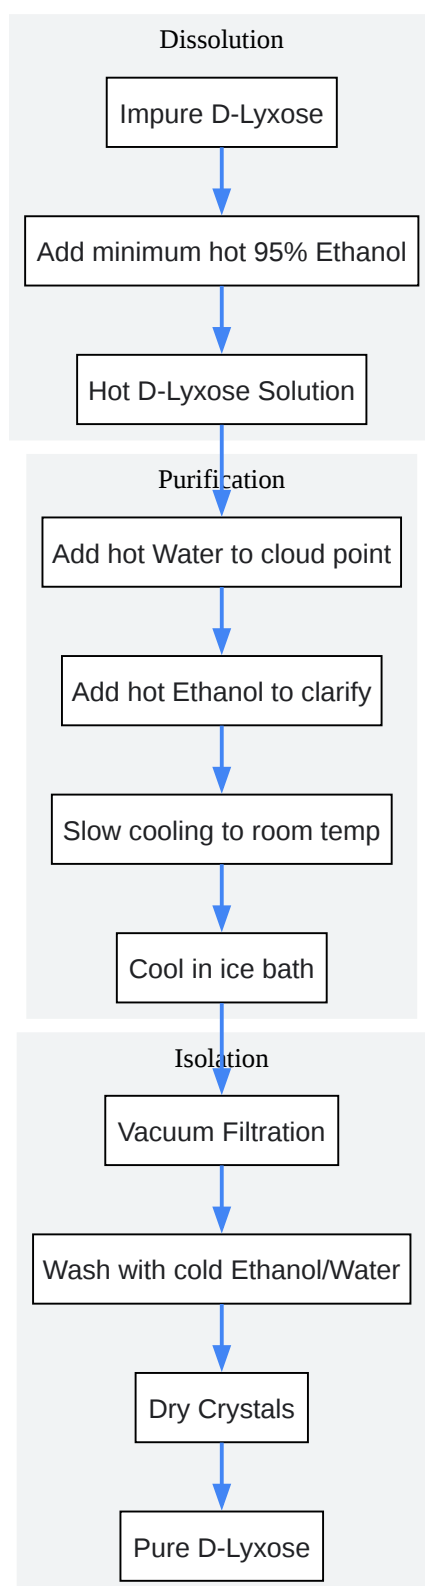 Dissolution
Impure D-Lyxose
Add minimum hot 95% Ethanol
Hot D-Lyxose Solution
Purification
Add hot Water to cloud point
Add hot Ethanol to clarify
Slow cooling to room temp
Cool in ice bath
Isolation
Vacuum Filtration
Wash with cold Ethanol/Water
Dry Crystals
Pure D-Lyxose